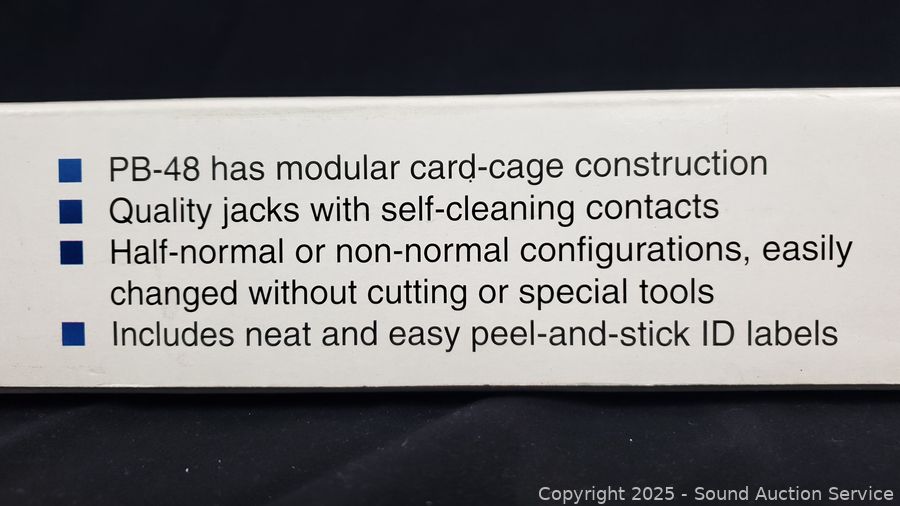 ■ PB-48 has modular card-cage construction
■ Quality jacks with self-cleaning contacts
■ Half-normal or non-normal configurations, easily
changed without cutting or special tools
■ Includes neat and easy peel-and-stick ID labels
Copyright 2025 - Sound Auction Service